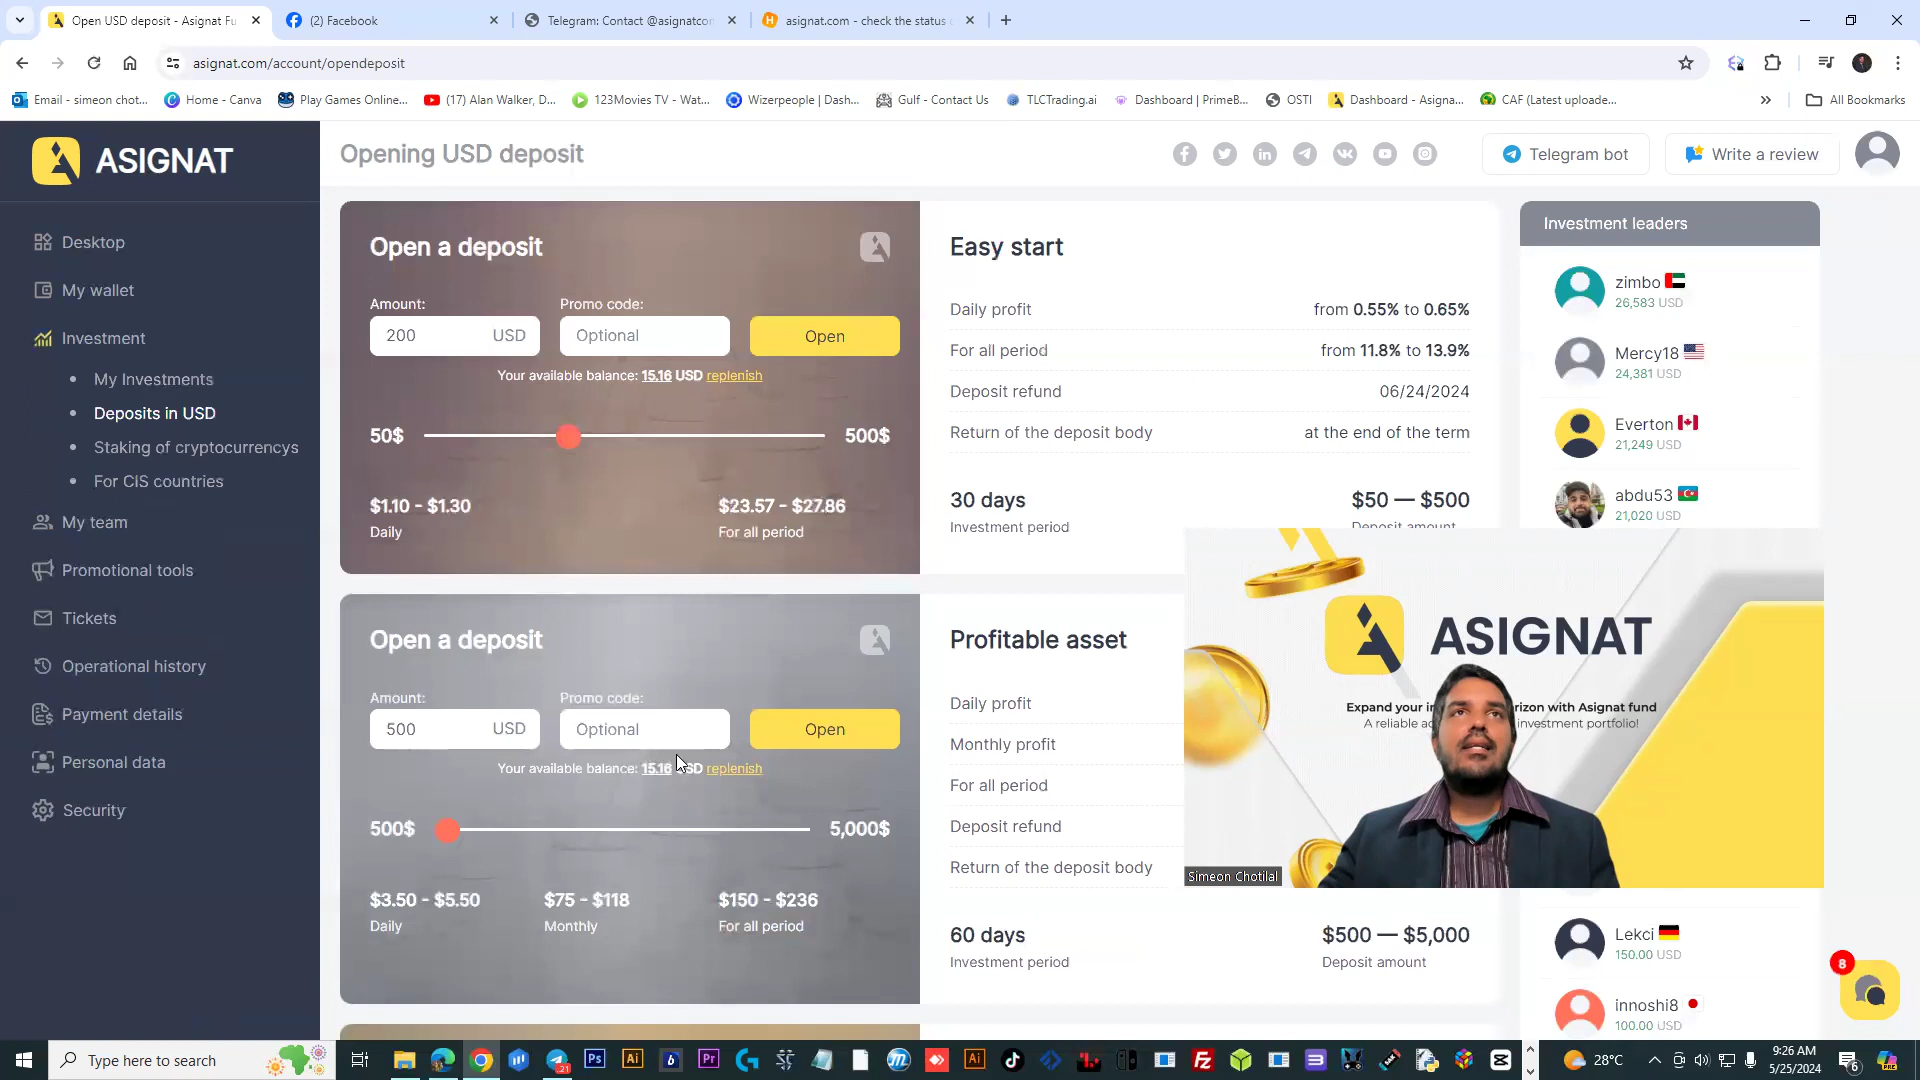 Open USD deposit - Asignat Fu
(2) Facebook
Telegram: Contact @asignatcon
asignat.com - check the status o
asignat.com/account/opendeposit
Email - simeon chot...
Home - Canva
Play Games Online...
(17) Alan Walker, D...
123Movies TV - Wat...
Wizerpeople | Dash...
Gulf - Contact Us
TLCTrading.ai
Dashboard | PrimeB...
OSTI
Dashboard - Asigna...
CAF (Latest uploade...
All Bookmarks
ASIGNAT
Opening USD deposit
Telegram bot
Write a review
Desktop
My wallet
Investment
My Investments
Deposits in USD
Staking of cryptocurrencys
For CIS countries
My team
Promotional tools
Tickets
Operational history
Payment details
Personal data
Security
Open a deposit
Amount:
Promo code:
200 USD
Optional
Open
Your available balance: 15.16 USD replenish
50$
500$
$1.10 - $1.30
Daily
$23.57 - $27.86
For all period
Easy start
Daily profit
from 0.55% to 0.65%
For all period
from 11.8% to 13.9%
Deposit refund
06/24/2024
Return of the deposit body
at the end of the term
30 days
Investment period
$50 — $500
Deposit amount
Open a deposit
Amount:
Promo code:
500 USD
Optional
Open
Your available balance: 15.16 USD replenish
500$
5,000$
$3.50 - $5.50
Daily
$75 - $118
Monthly
$150 - $236
For all period
Profitable asset
Daily profit
Monthly profit
For all period
Deposit refund
Return of the deposit body
60 days
Investment period
$500 — $5,000
Deposit amount
Investment leaders
zimbo
26,583 USD
Mercy18
24,381 USD
Everton
21,249 USD
abdu53
21,020 USD
ASIGNAT
Expand your in rizon with Asignat fund
A reliable ad investment portfolio!
Simeon Chotilal
Lekci
150.00 USD
innoshi8
100.00 USD
8
Type here to search
21
28°C
9:26 AM
5/25/2024
6